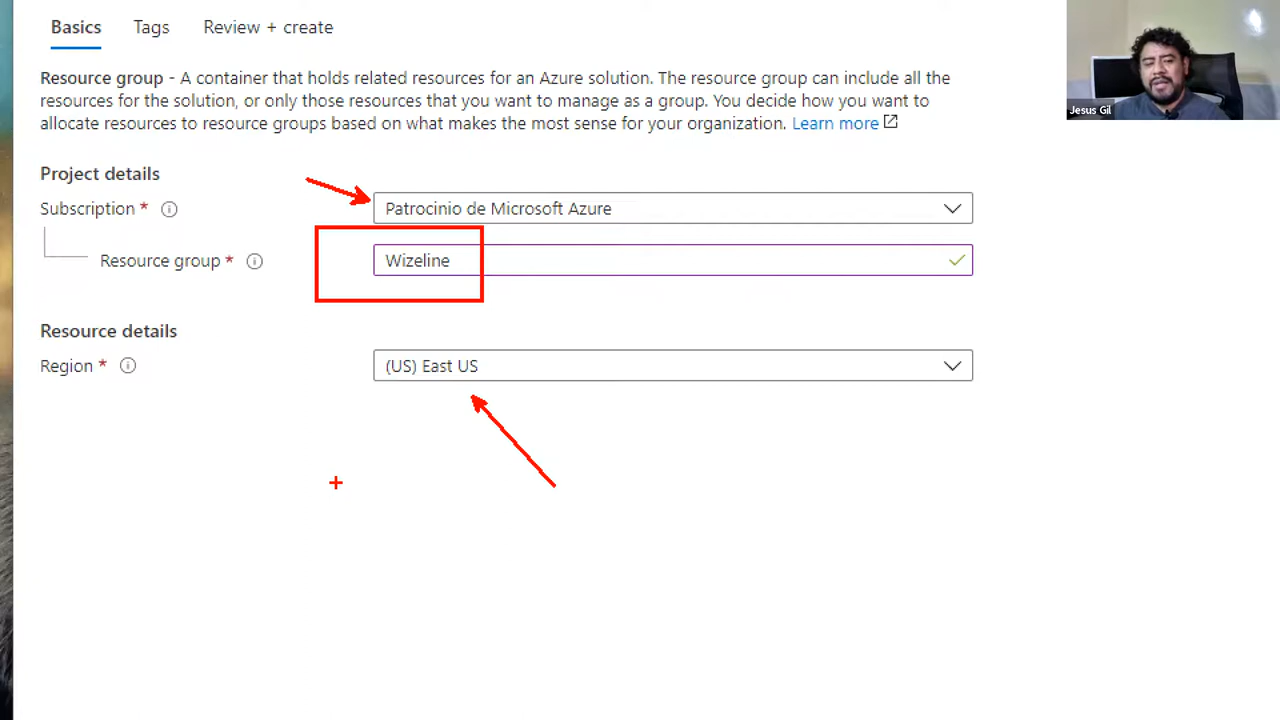 Basics Tags Review + create
Resource group - A container that holds related resources for an Azure solution. The resource group can include all the
resources for the solution, or only those resources that you want to manage as a group. You decide how you want to
allocate resources to resource groups based on what makes the most sense for your organization. Learn more
Jesus Gil
Project details
Subscription * Patrocinio de Microsoft Azure
Resource group * Wizeline
Resource details
Region * (US) East US